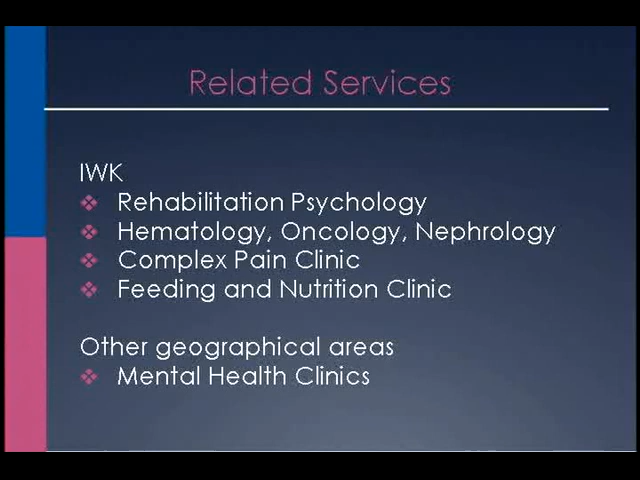 Related Services
IWK
❖ Rehabilitation Psychology
❖ Hematology, Oncology, Nephrology
❖ Complex Pain Clinic
❖ Feeding and Nutrition Clinic
Other geographical areas
❖ Mental Health Clinics